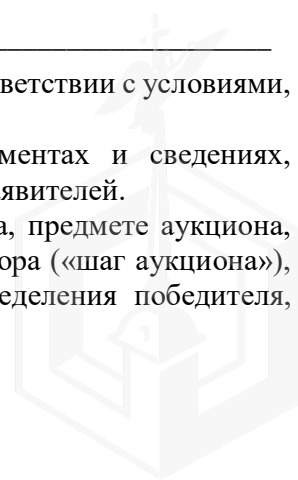 ветствии с условиями,
ментах и сведениях,
явителей.
а, предмете аукциона,
ора («шаг аукциона»),
еделения победителя,